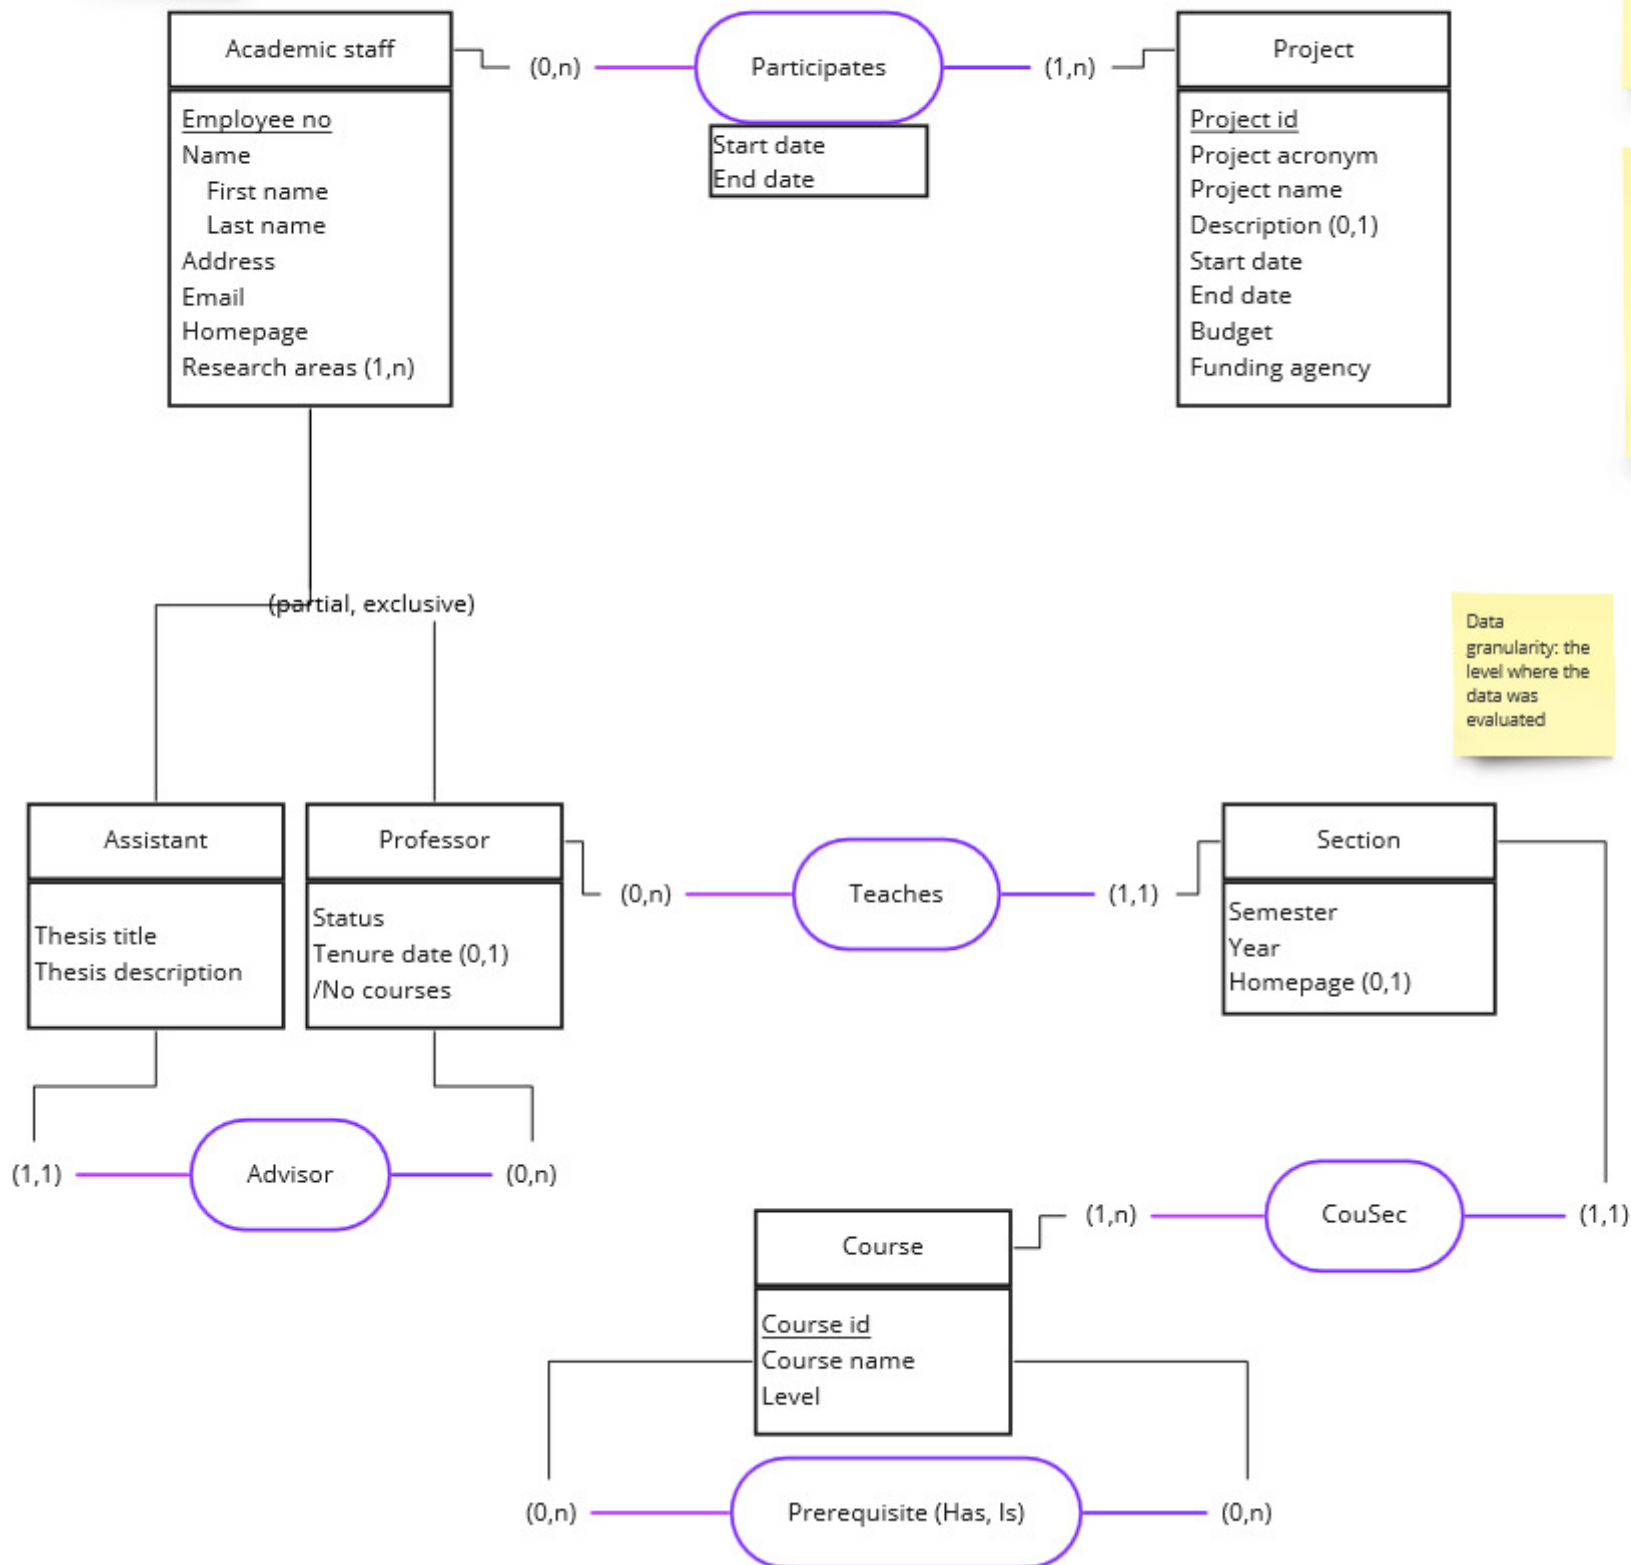 Academic staff
Employee no
Name
First name
Last name
Address
Email
Homepage
Research areas (1,n)
(0,n)
Participates
Start date
End date
(1,n)
Project
Project id
Project acronym
Project name
Description (0,1)
Start date
End date
Budget
Funding agency
(partial, exclusive)
Data
granularity: the
level where the
data was
evaluated
Assistant
Thesis title
Thesis description
Professor
Status
Tenure date (0,1)
/No courses
(0,n)
Teaches
(1,1)
Section
Semester
Year
Homepage (0,1)
(1,1)
Advisor
(0,n)
(1,n)
CouSec
(1,1)
Course
Course id
Course name
Level
(0,n)
Prerequisite (Has, Is)
(0,n)